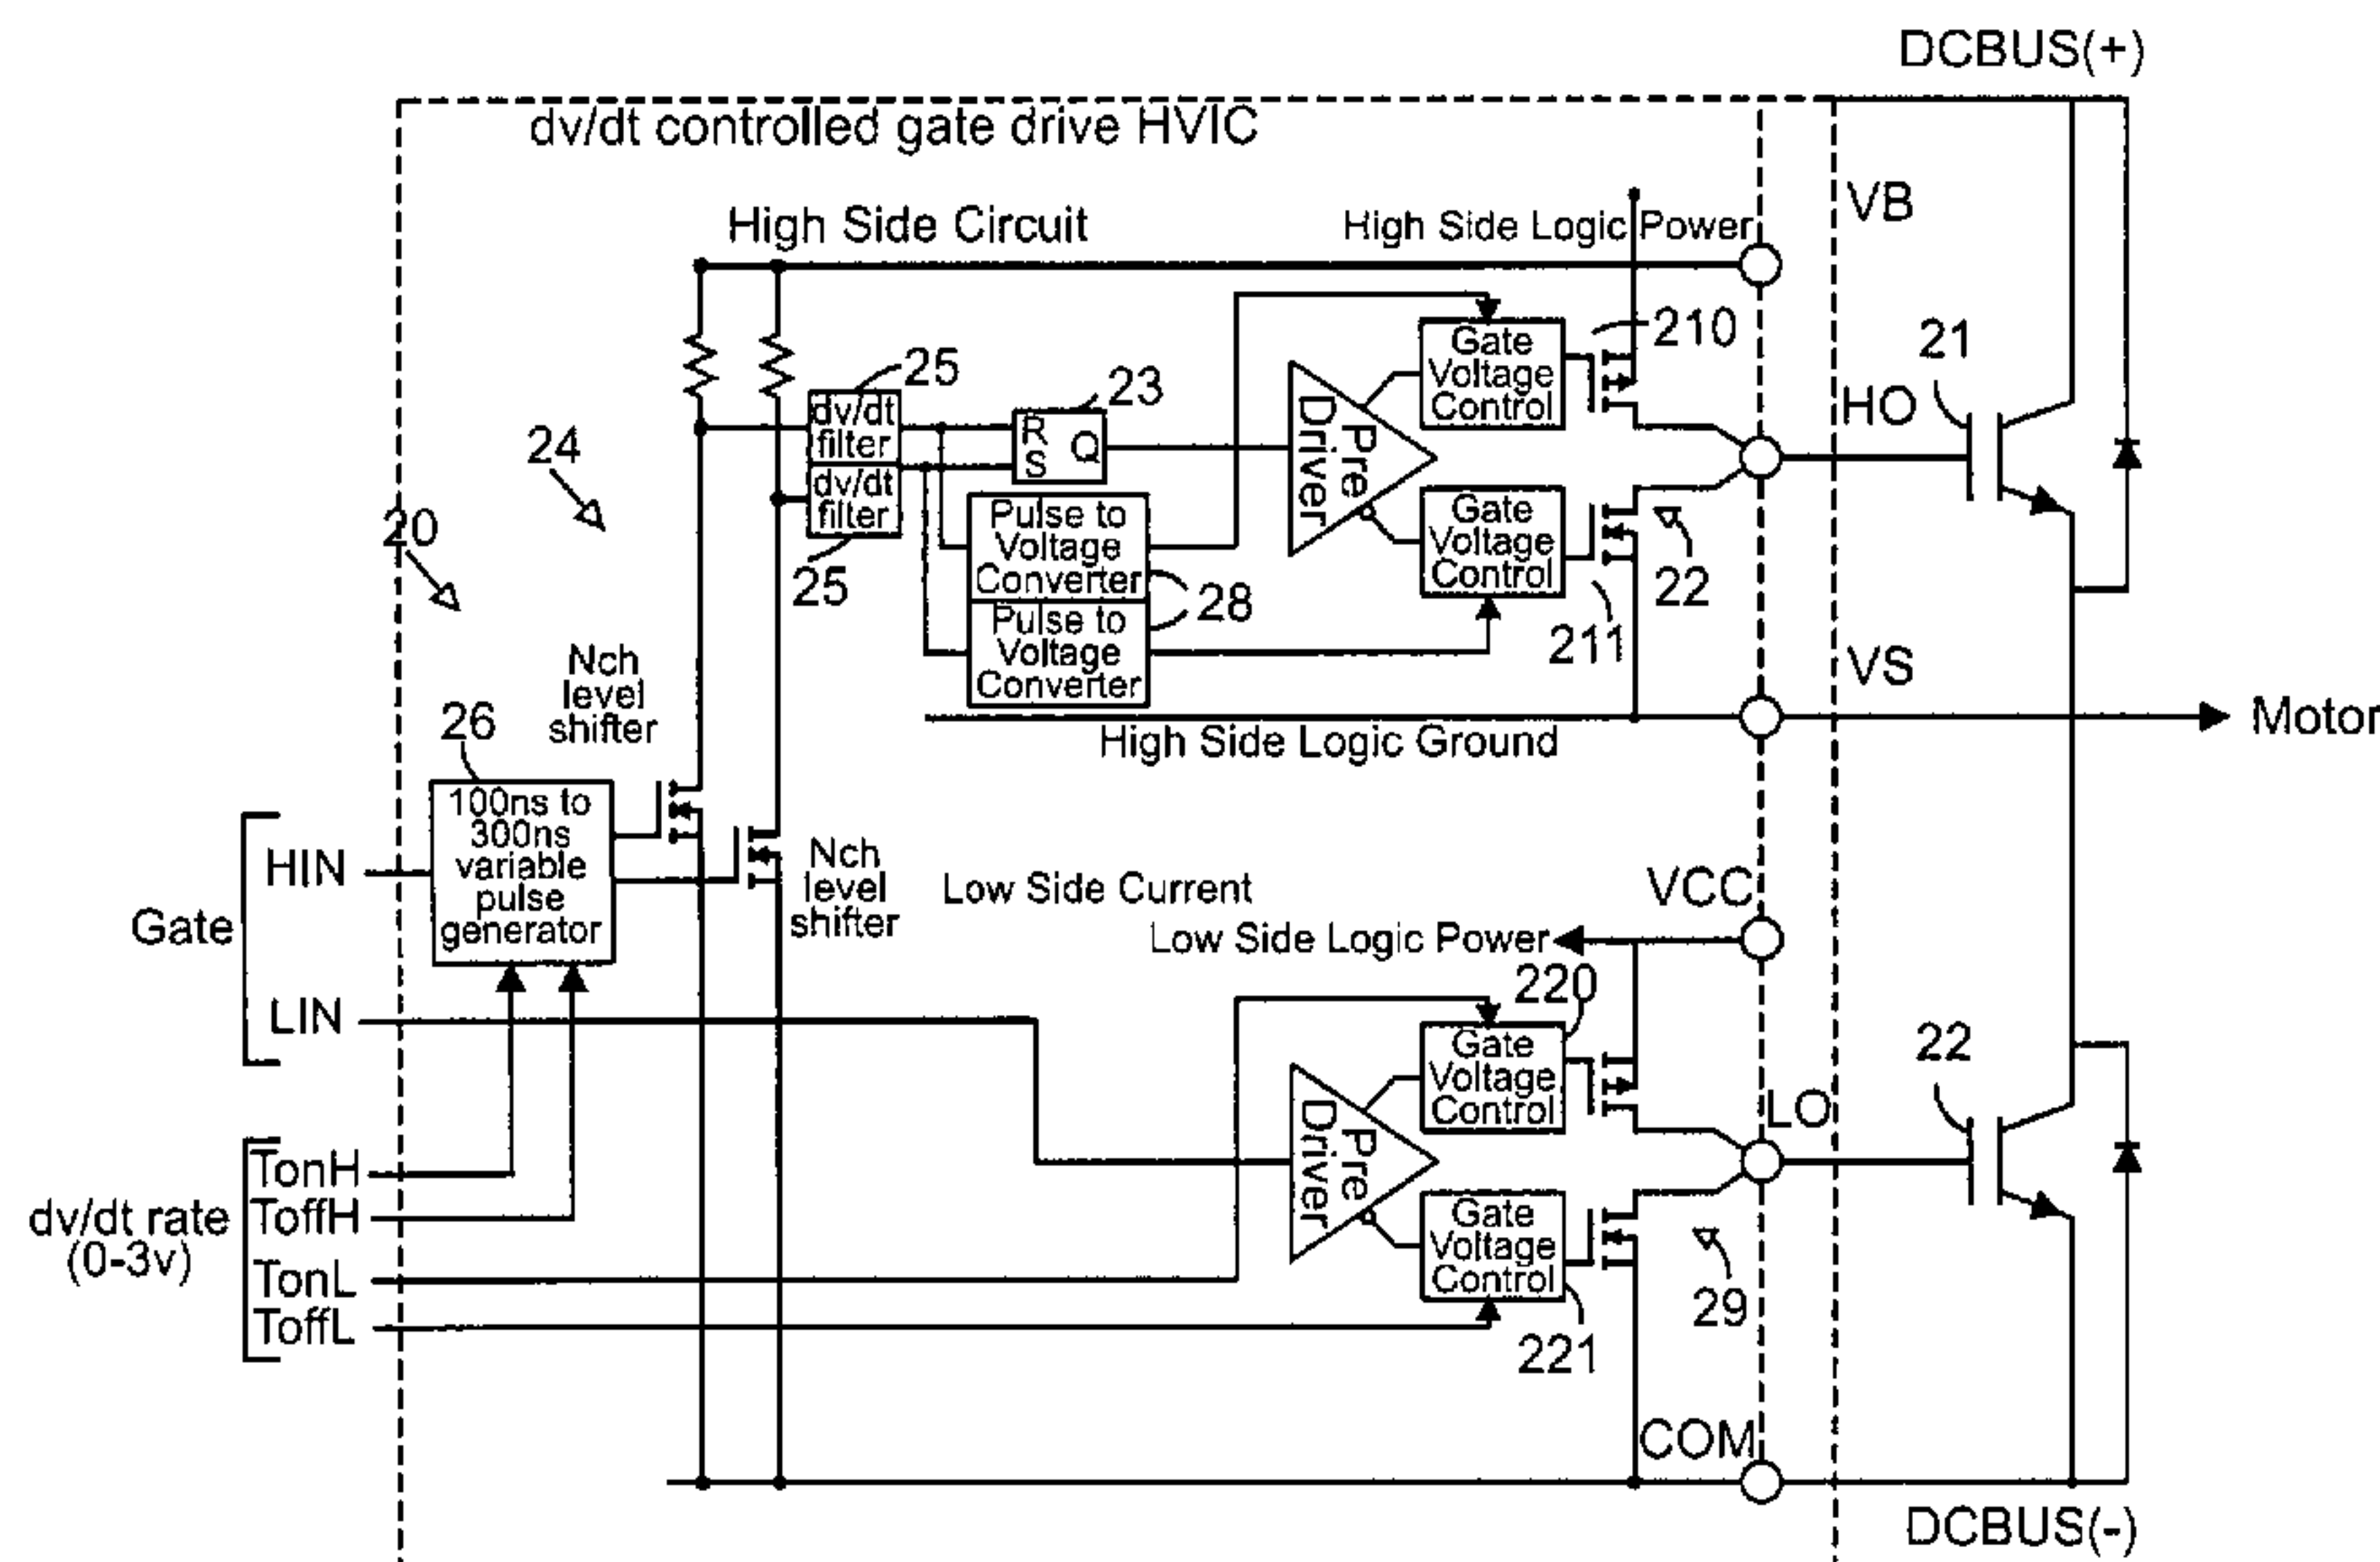 DCBUS(+)
dv/dt controlled gate drive HVIC
VB
High Side Circuit
High Side Logic Power
210
21
HO
25
23
dv/dt
filter
dv/dt
filter
25
R
S
Q
Pre
Driver
Gate
Voltage
Control
Gate
Voltage
Control
24
20
Pulse to
Voltage
Converter
Pulse to
Voltage
Converter
28
22
211
VS
Motor
High Side Logic Ground
Nch
level
shifter
26
100ns to
300ns
variable
pulse
generator
Nch
level
shifter
Gate
HIN
LIN
Low Side Current
VCC
Low Side Logic Power
220
22
Gate
Voltage
Control
Pre
Driver
LO
Gate
Voltage
Control
29
221
dv/dt rate
(0-3v)
TonH
ToffH
TonL
ToffL
COM
DCBUS(-)